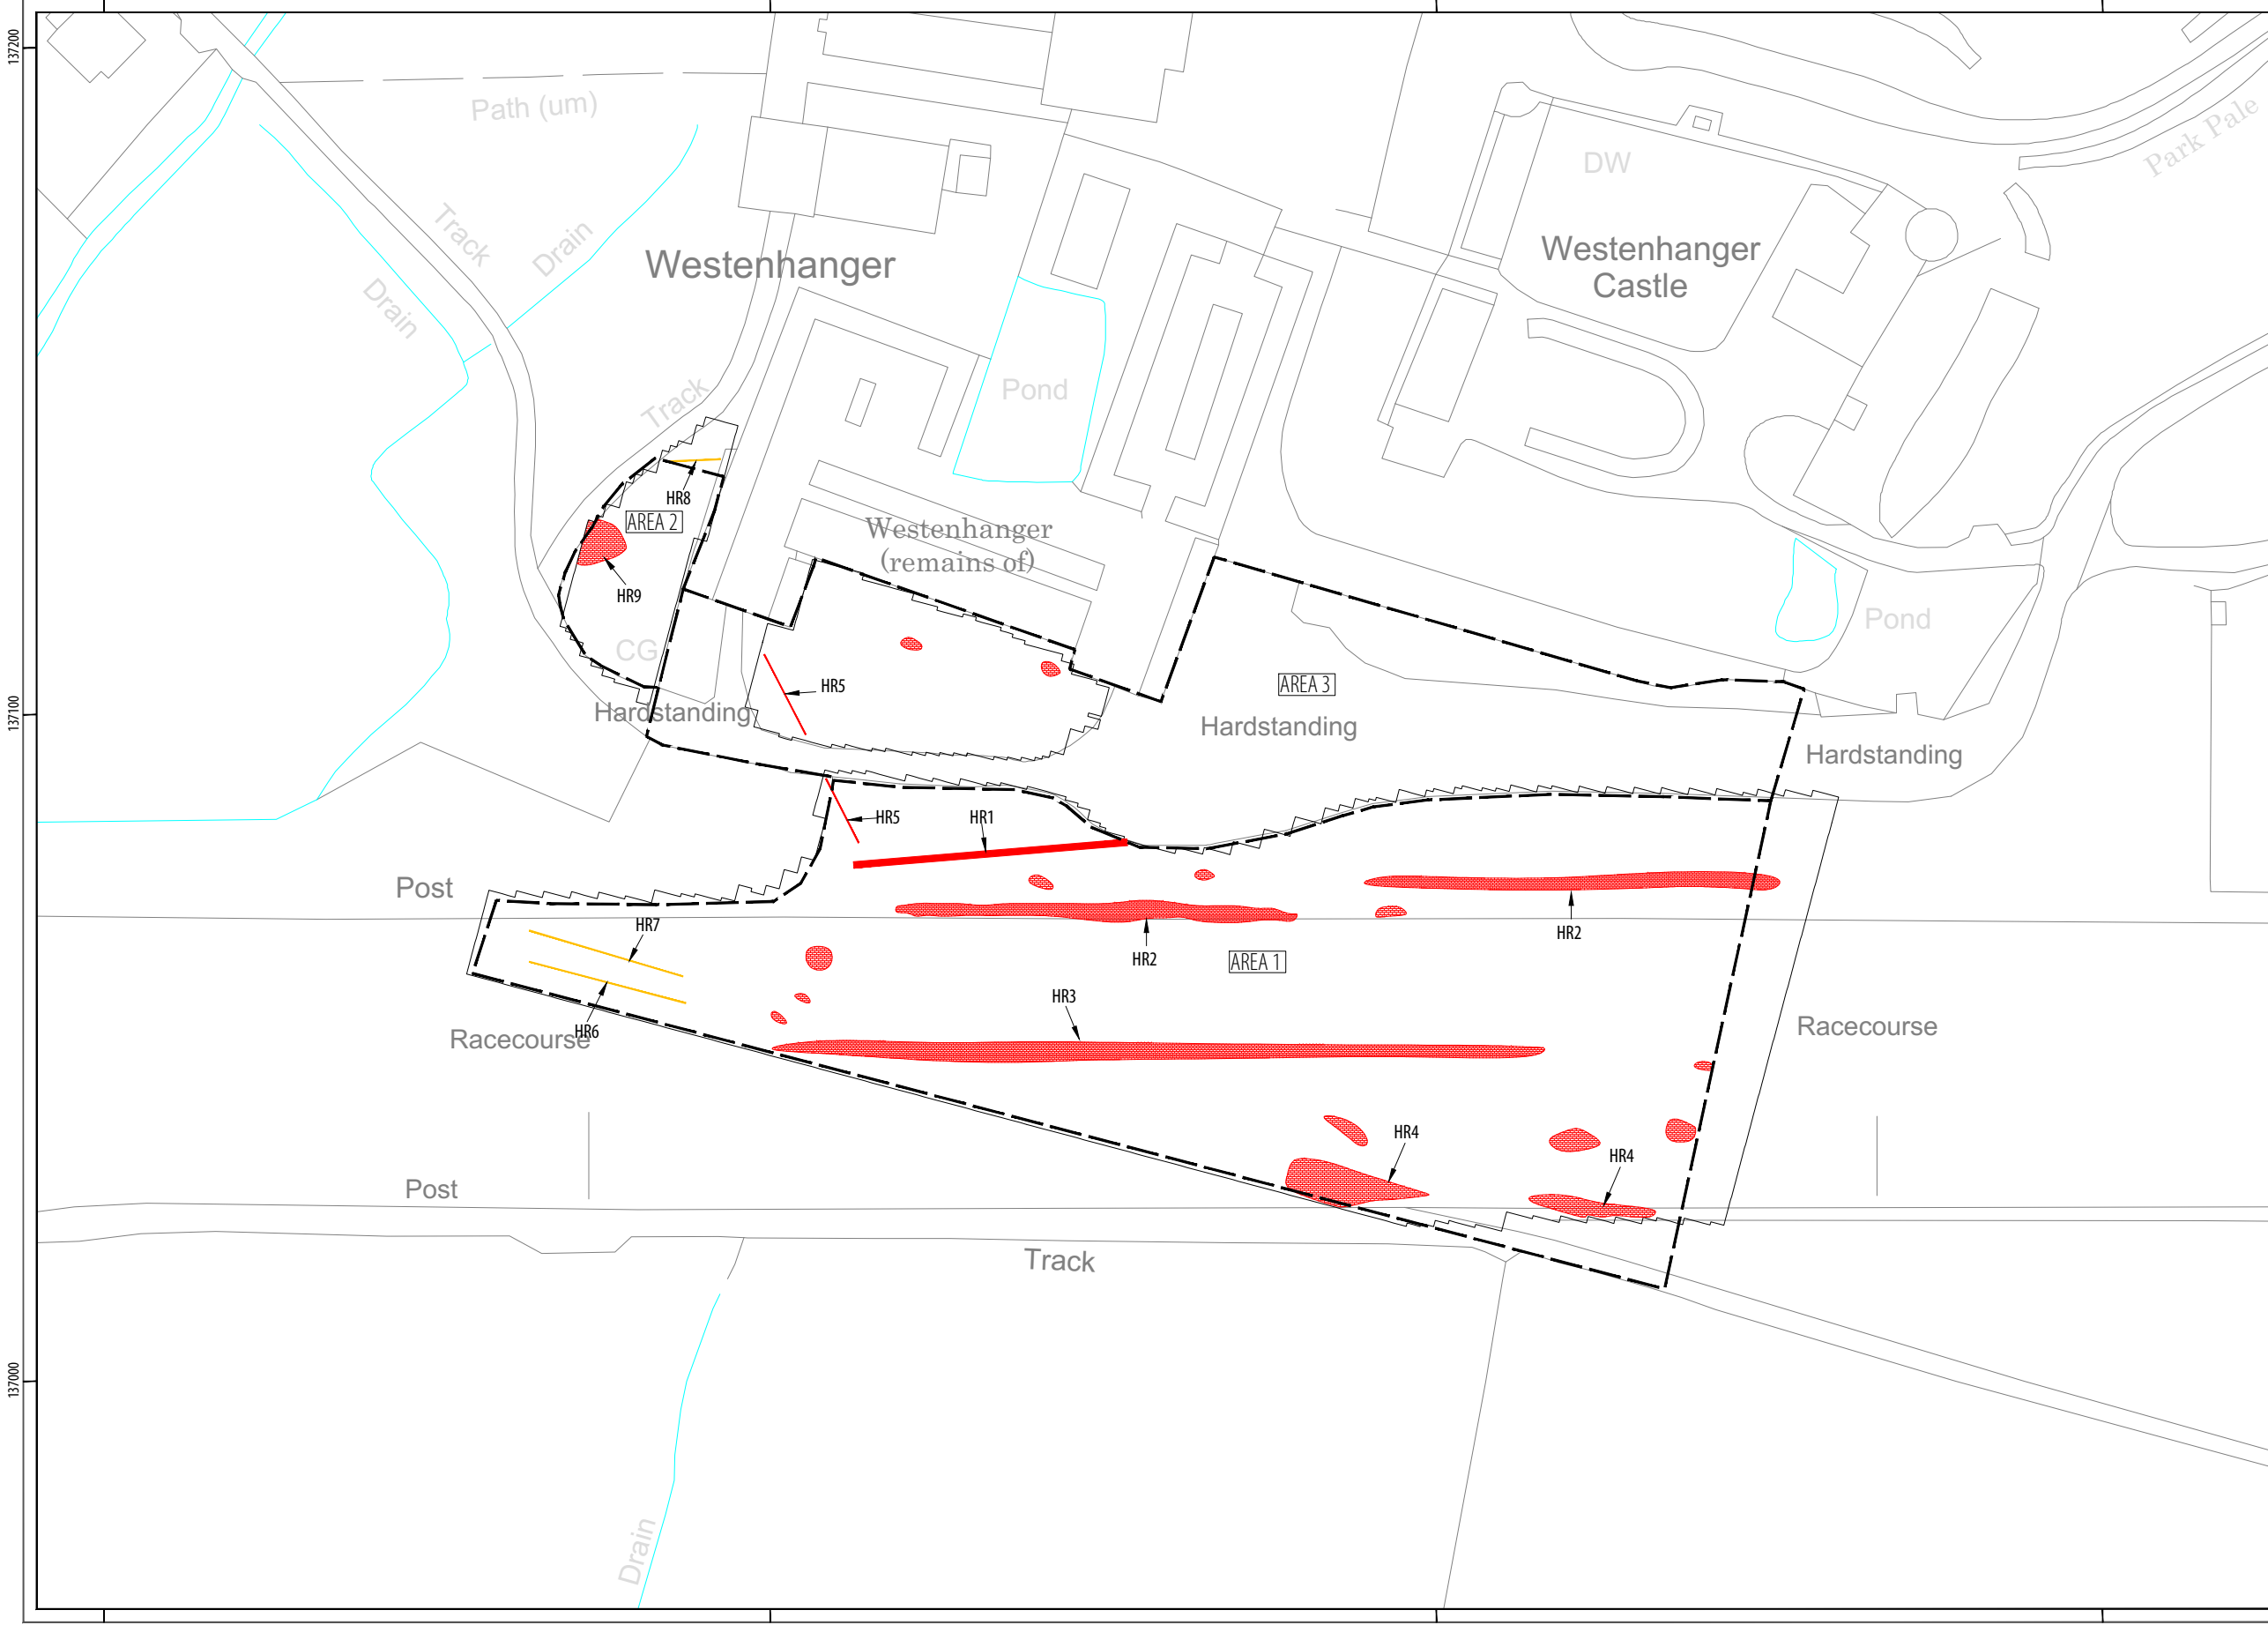 137200
Path (um)
Park Pale
DW
Track
Drain
Westenhanger
Westenhanger
Castle
Drain
Pond
Track
HR8
AREA 2
Westenhanger
(remains of)
HR9
Pond
CG
HR5
AREA 3
137100
Hardstanding
Hardstanding
Hardstanding
HR5
HR1
Post
HR7
HR2
HR2
AREA 1
HR3
Racecourse
HR6
Racecourse
HR4
HR4
Post
Track
137000
Drain